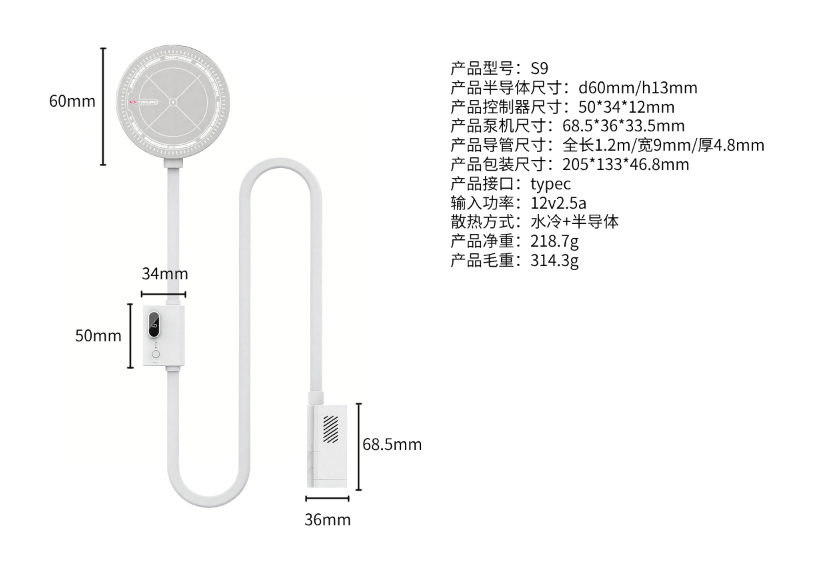 60mm
34mm
50mm
68.5mm
36mm
产品型号：S9
产品半导体尺寸：d60mm/h13mm
产品控制器尺寸：50*34*12mm
产品泵机尺寸：68.5*36*33.5mm
产品导管尺寸：全长1.2m/宽9mm/厚4.8mm
产品包装尺寸：205*133*46.8mm
产品接口：typec
输入功率：12v2.5a
散热方式：水冷+半导体
产品净重：218.7g
产品毛重：314.3g